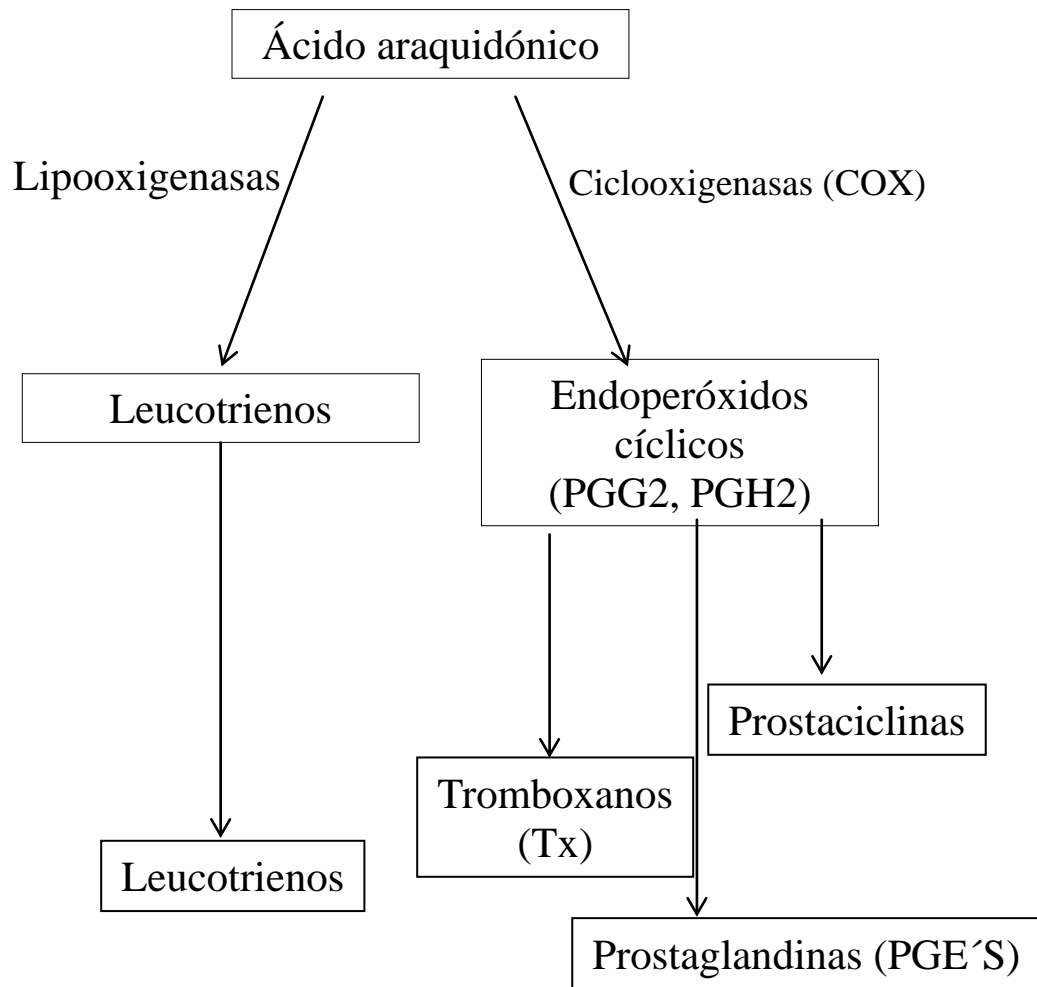 Ácido araquidónico
Lipooxigenasas
Ciclooxigenasas (COX)
Leucotrienos
Endoperóxidos
cíclicos
(PGG2, PGH2)
Prostaciclinas
Tromboxanos
(Tx)
Leucotrienos
Prostaglandinas (PGE´S)